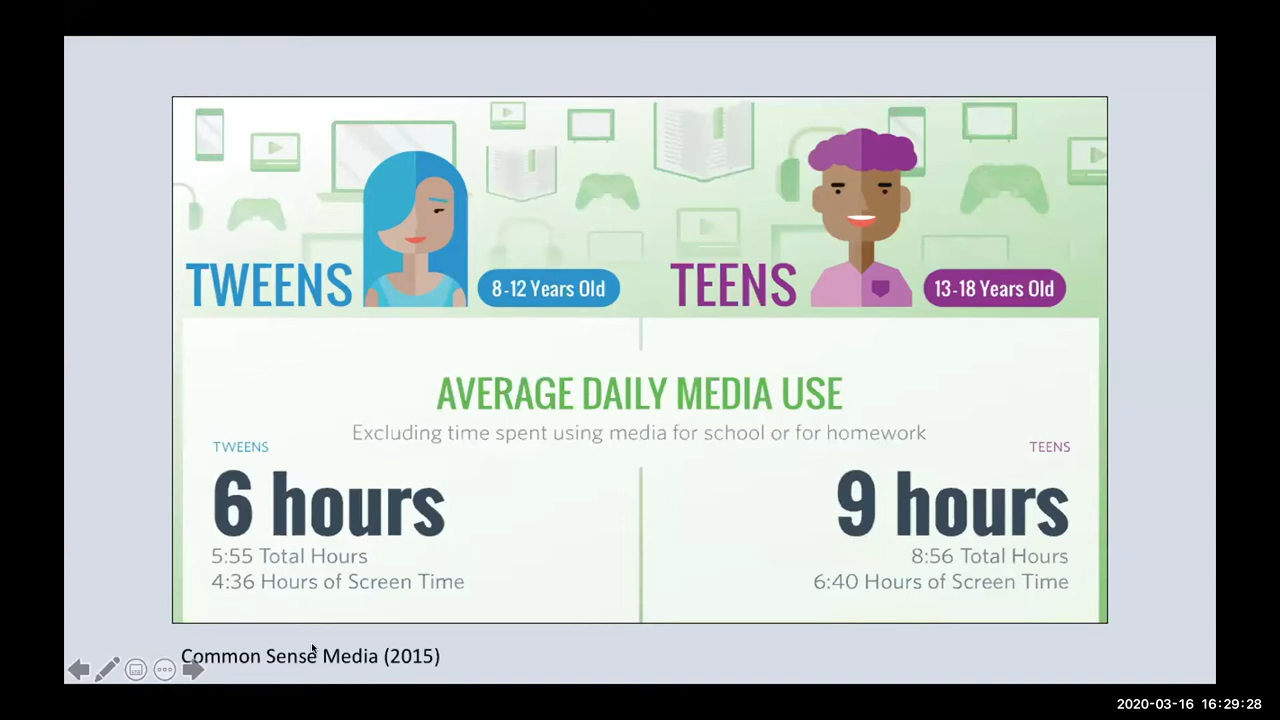 TWEENS
8-12 Years Old
TEENS
13-18 Years Old
AVERAGE DAILY MEDIA USE
Excluding time spent using media for school or for homework
TWEENS
6 hours
5:55 Total Hours
4:36 Hours of Screen Time
TEENS
9 hours
8:56 Total Hours
6:40 Hours of Screen Time
Common Sense Media (2015)
2020-03-16 16:29:28